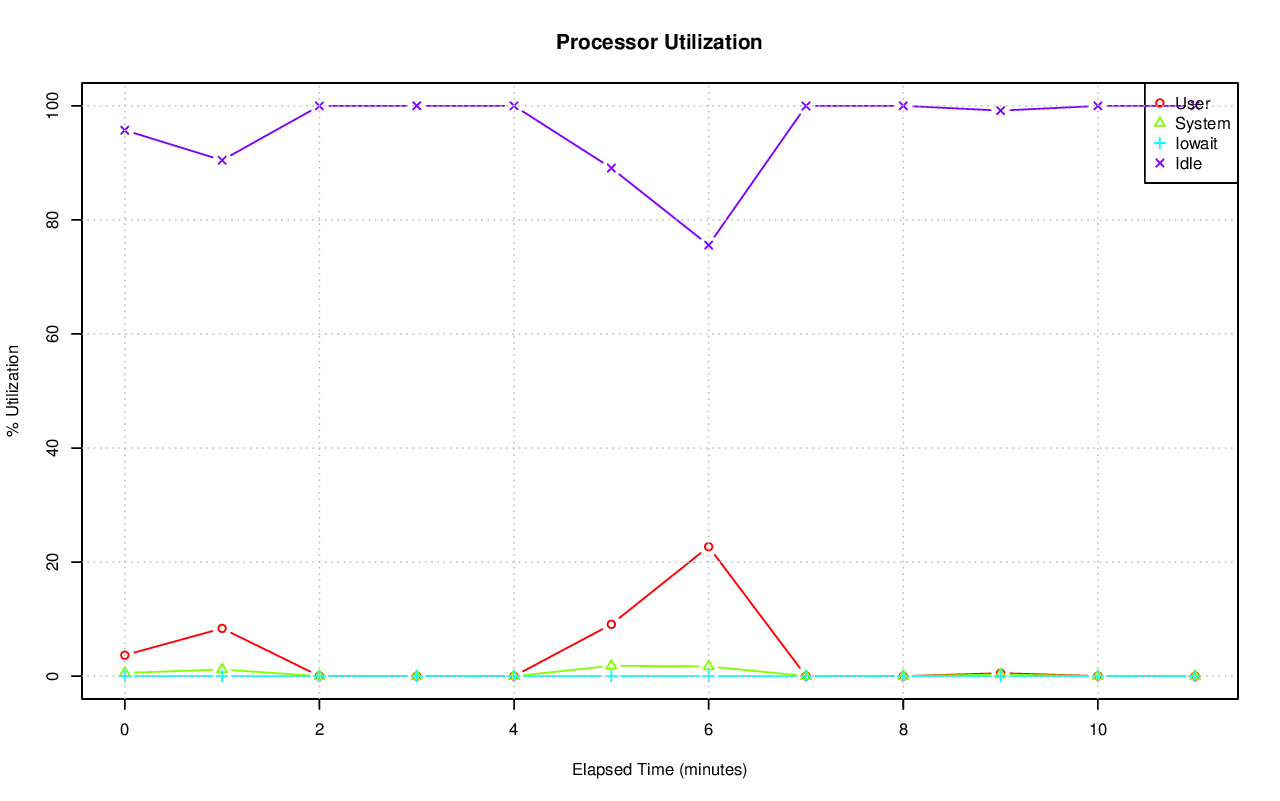 Processor Utilization
% Utilization
100
80
60
40
20
0
User
System
Iowait
Idle
0 2 4 6 8 10
Elapsed Time (minutes)